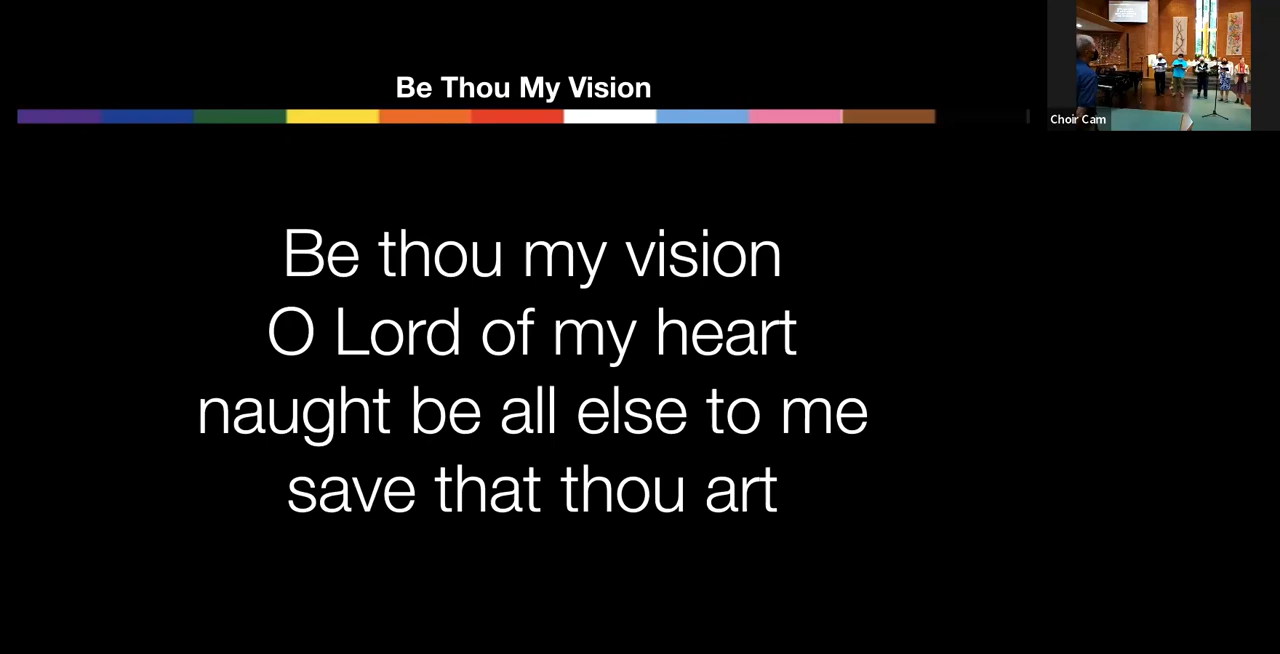 Be Thou My Vision
Choir Cam
Be thou my vision
O Lord of my heart
naught be all else to me
save that thou art